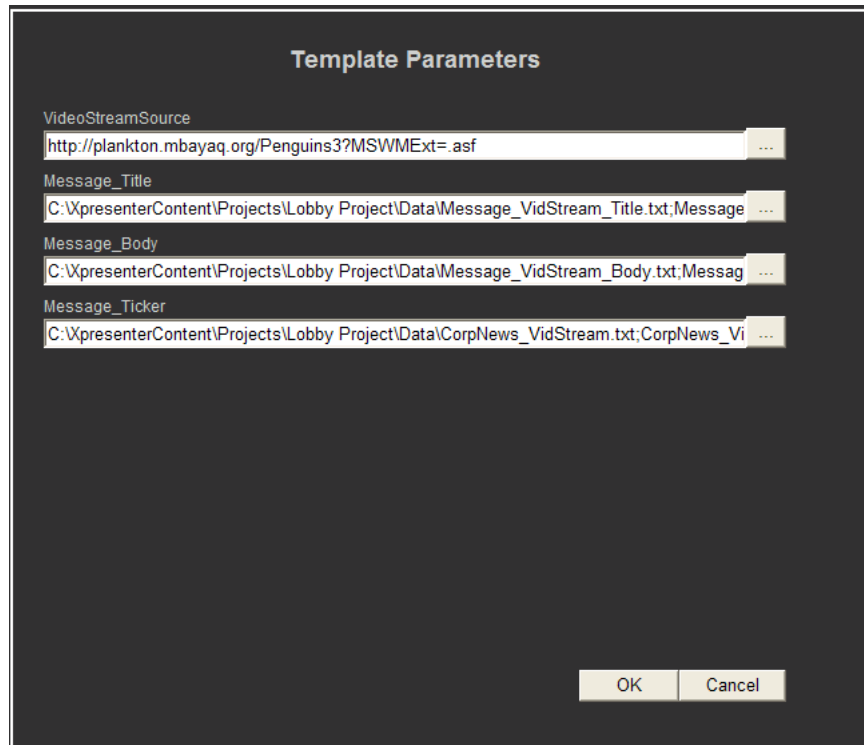 Template Parameters
VideoStreamSource
http://plankton.mbayaq.org/Penguins3?MSWMExt=.asf ...
Message_Title
C:\XpresenterContent\Projects\Lobby Project\Data\Message_VidStream_Title.txt;Message ...
Message_Body
C:\XpresenterContent\Projects\Lobby Project\Data\Message_VidStream_Body.txt;Messag ...
Message_Ticker
C:\XpresenterContent\Projects\Lobby Project\Data\CorpNews_VidStream.txt;CorpNews_Vi ...
OK Cancel